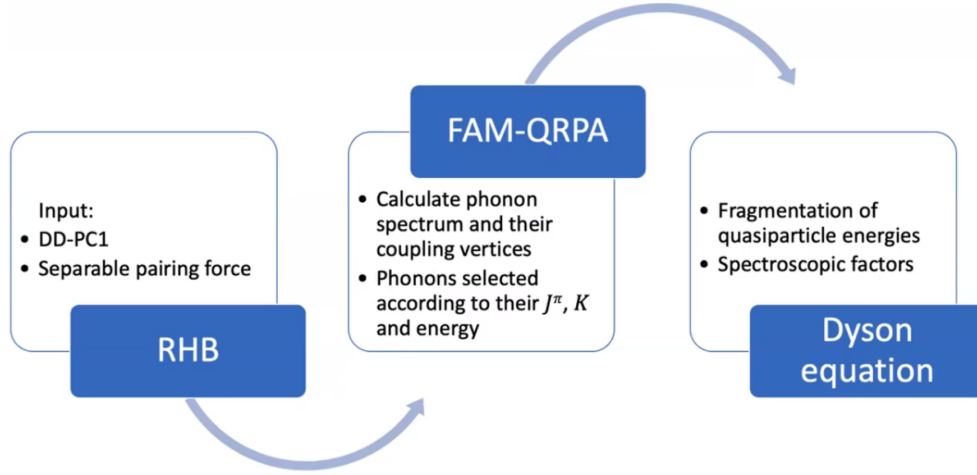 Input:
• DD-PC1
• Separable pairing force
RHB
FAM-QRPA
• Calculate phonon
spectrum and their
coupling vertices
• Phonons selected
according to their J^π, K
and energy
• Fragmentation of
quasiparticle energies
• Spectroscopic factors
Dyson
equation